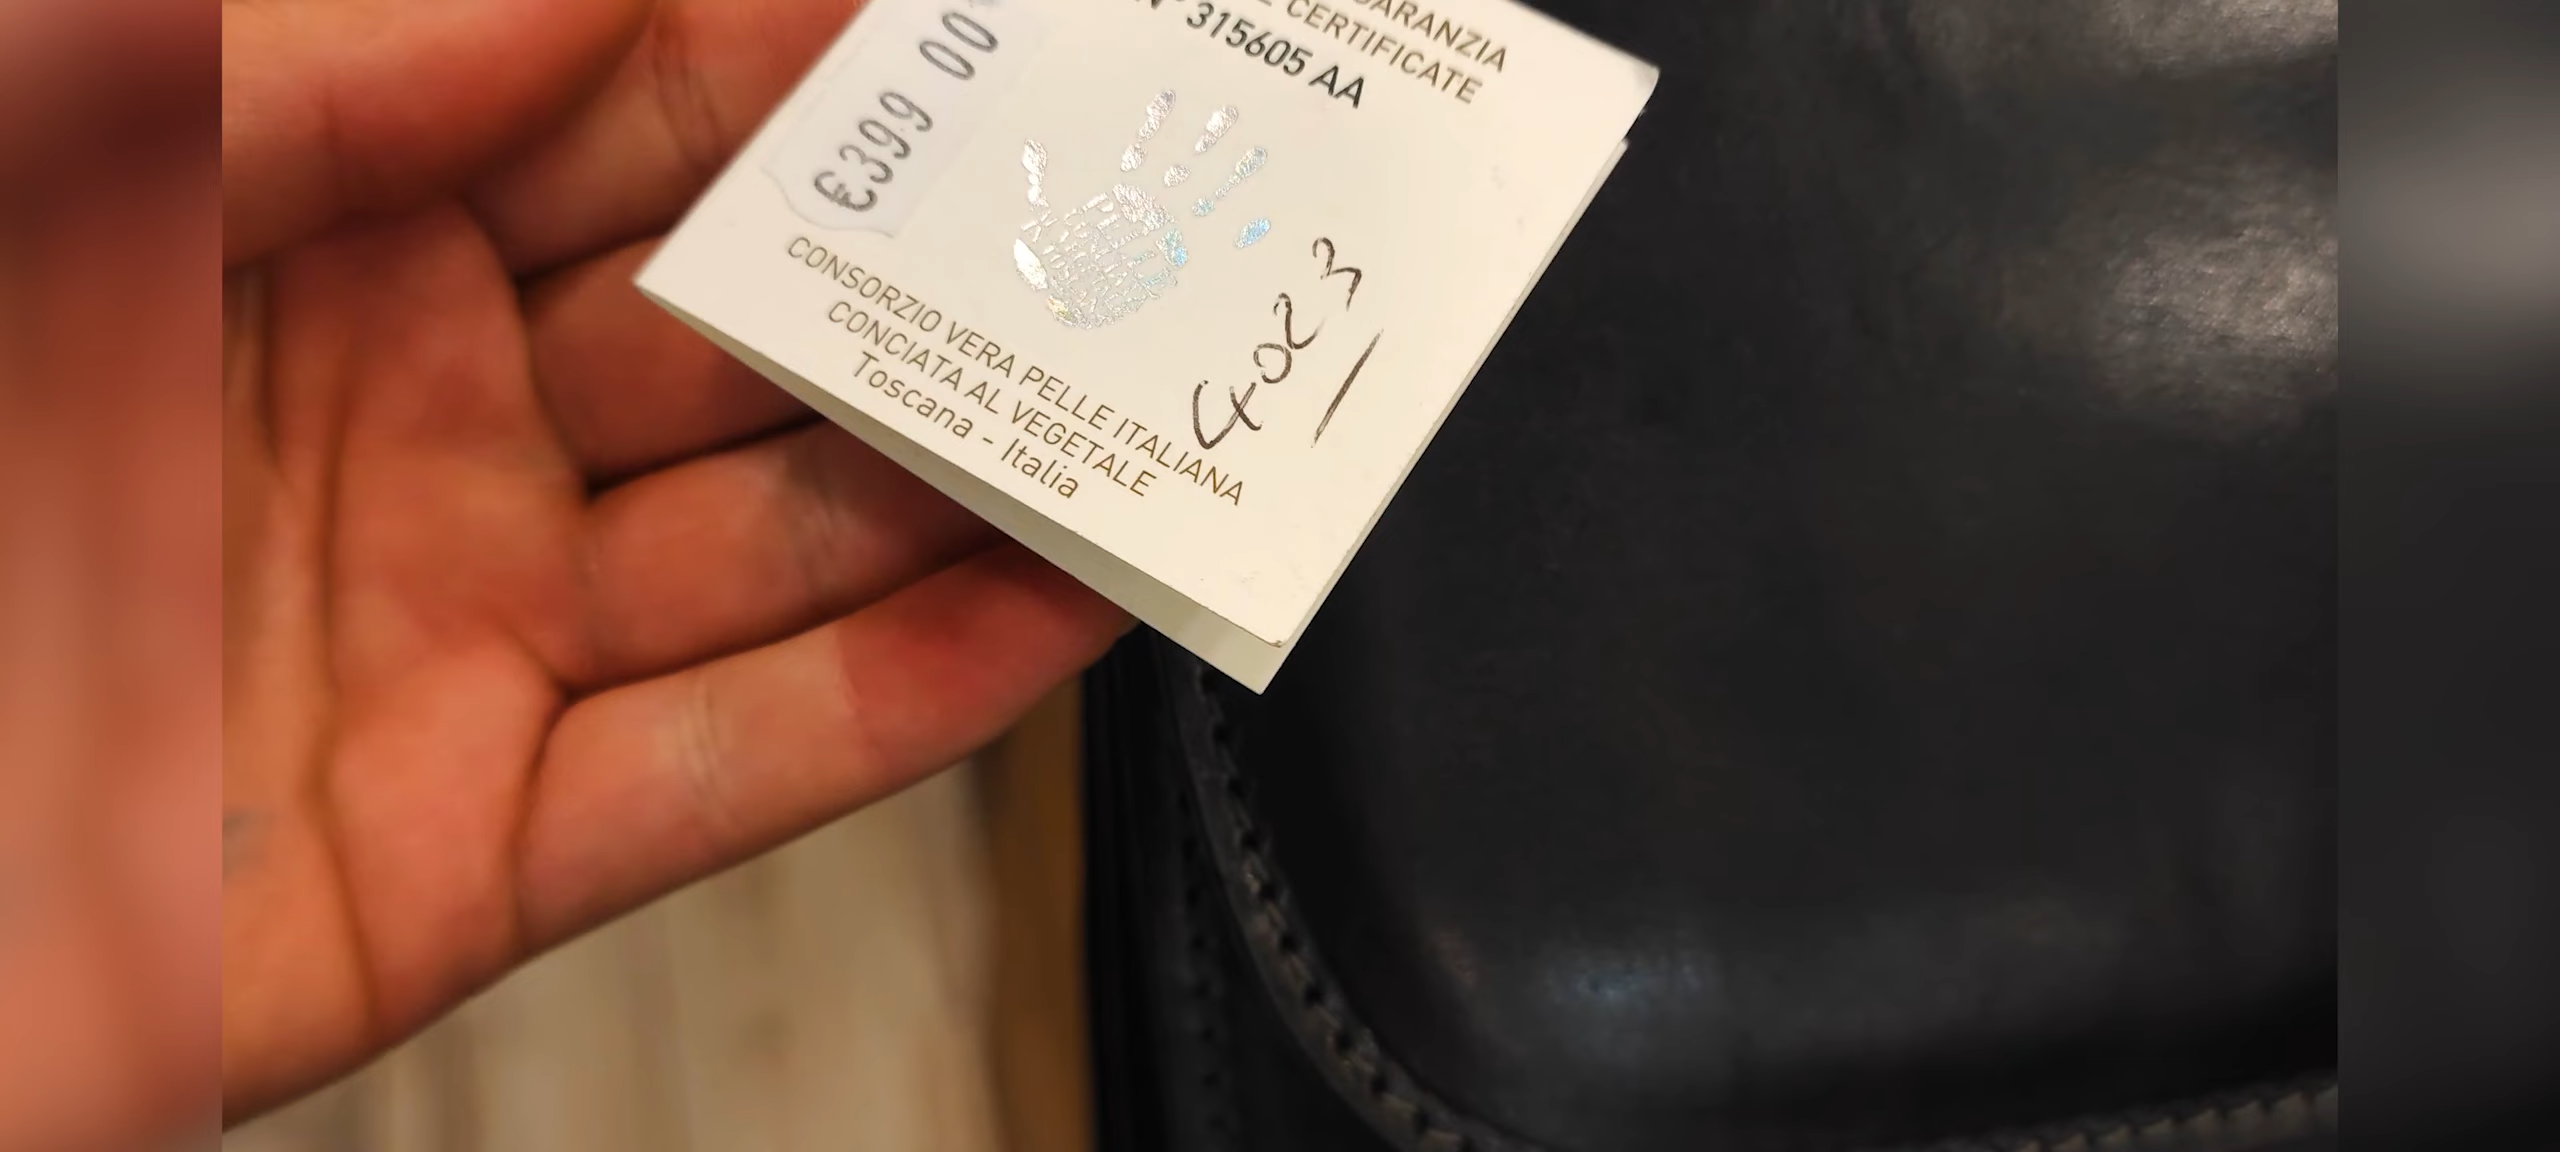 GARANZIA
CERTIFICATE
N° 315605 AA
€399 00
4023
CONSORZIO VERA PELLE ITALIANA
CONCIATA AL VEGETALE
Toscana - Italia